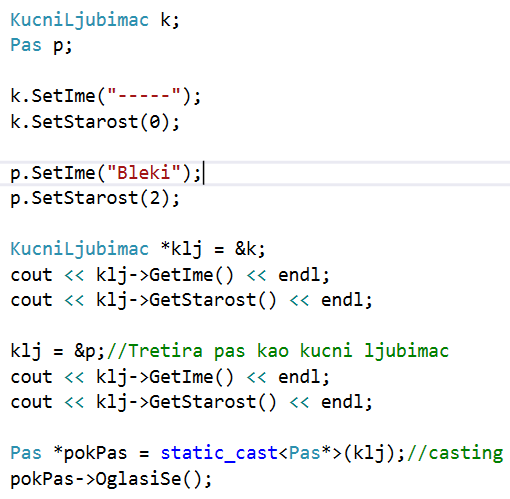 KucniLjubimac k;
Pas p;
k.SetIme("-----");
k.SetStarost(0);
p.SetIme("Bleki");
p.SetStarost(2);
KucniLjubimac *klj = &k;
cout << klj->GetIme() << endl;
cout << klj->GetStarost() << endl;
klj = &p;//Tretira pas kao kucni ljubimac
cout << klj->GetIme() << endl;
cout << klj->GetStarost() << endl;
Pas *pokPas = static_cast<Pas*>(klj);//casting
pokPas->OglasiSe();